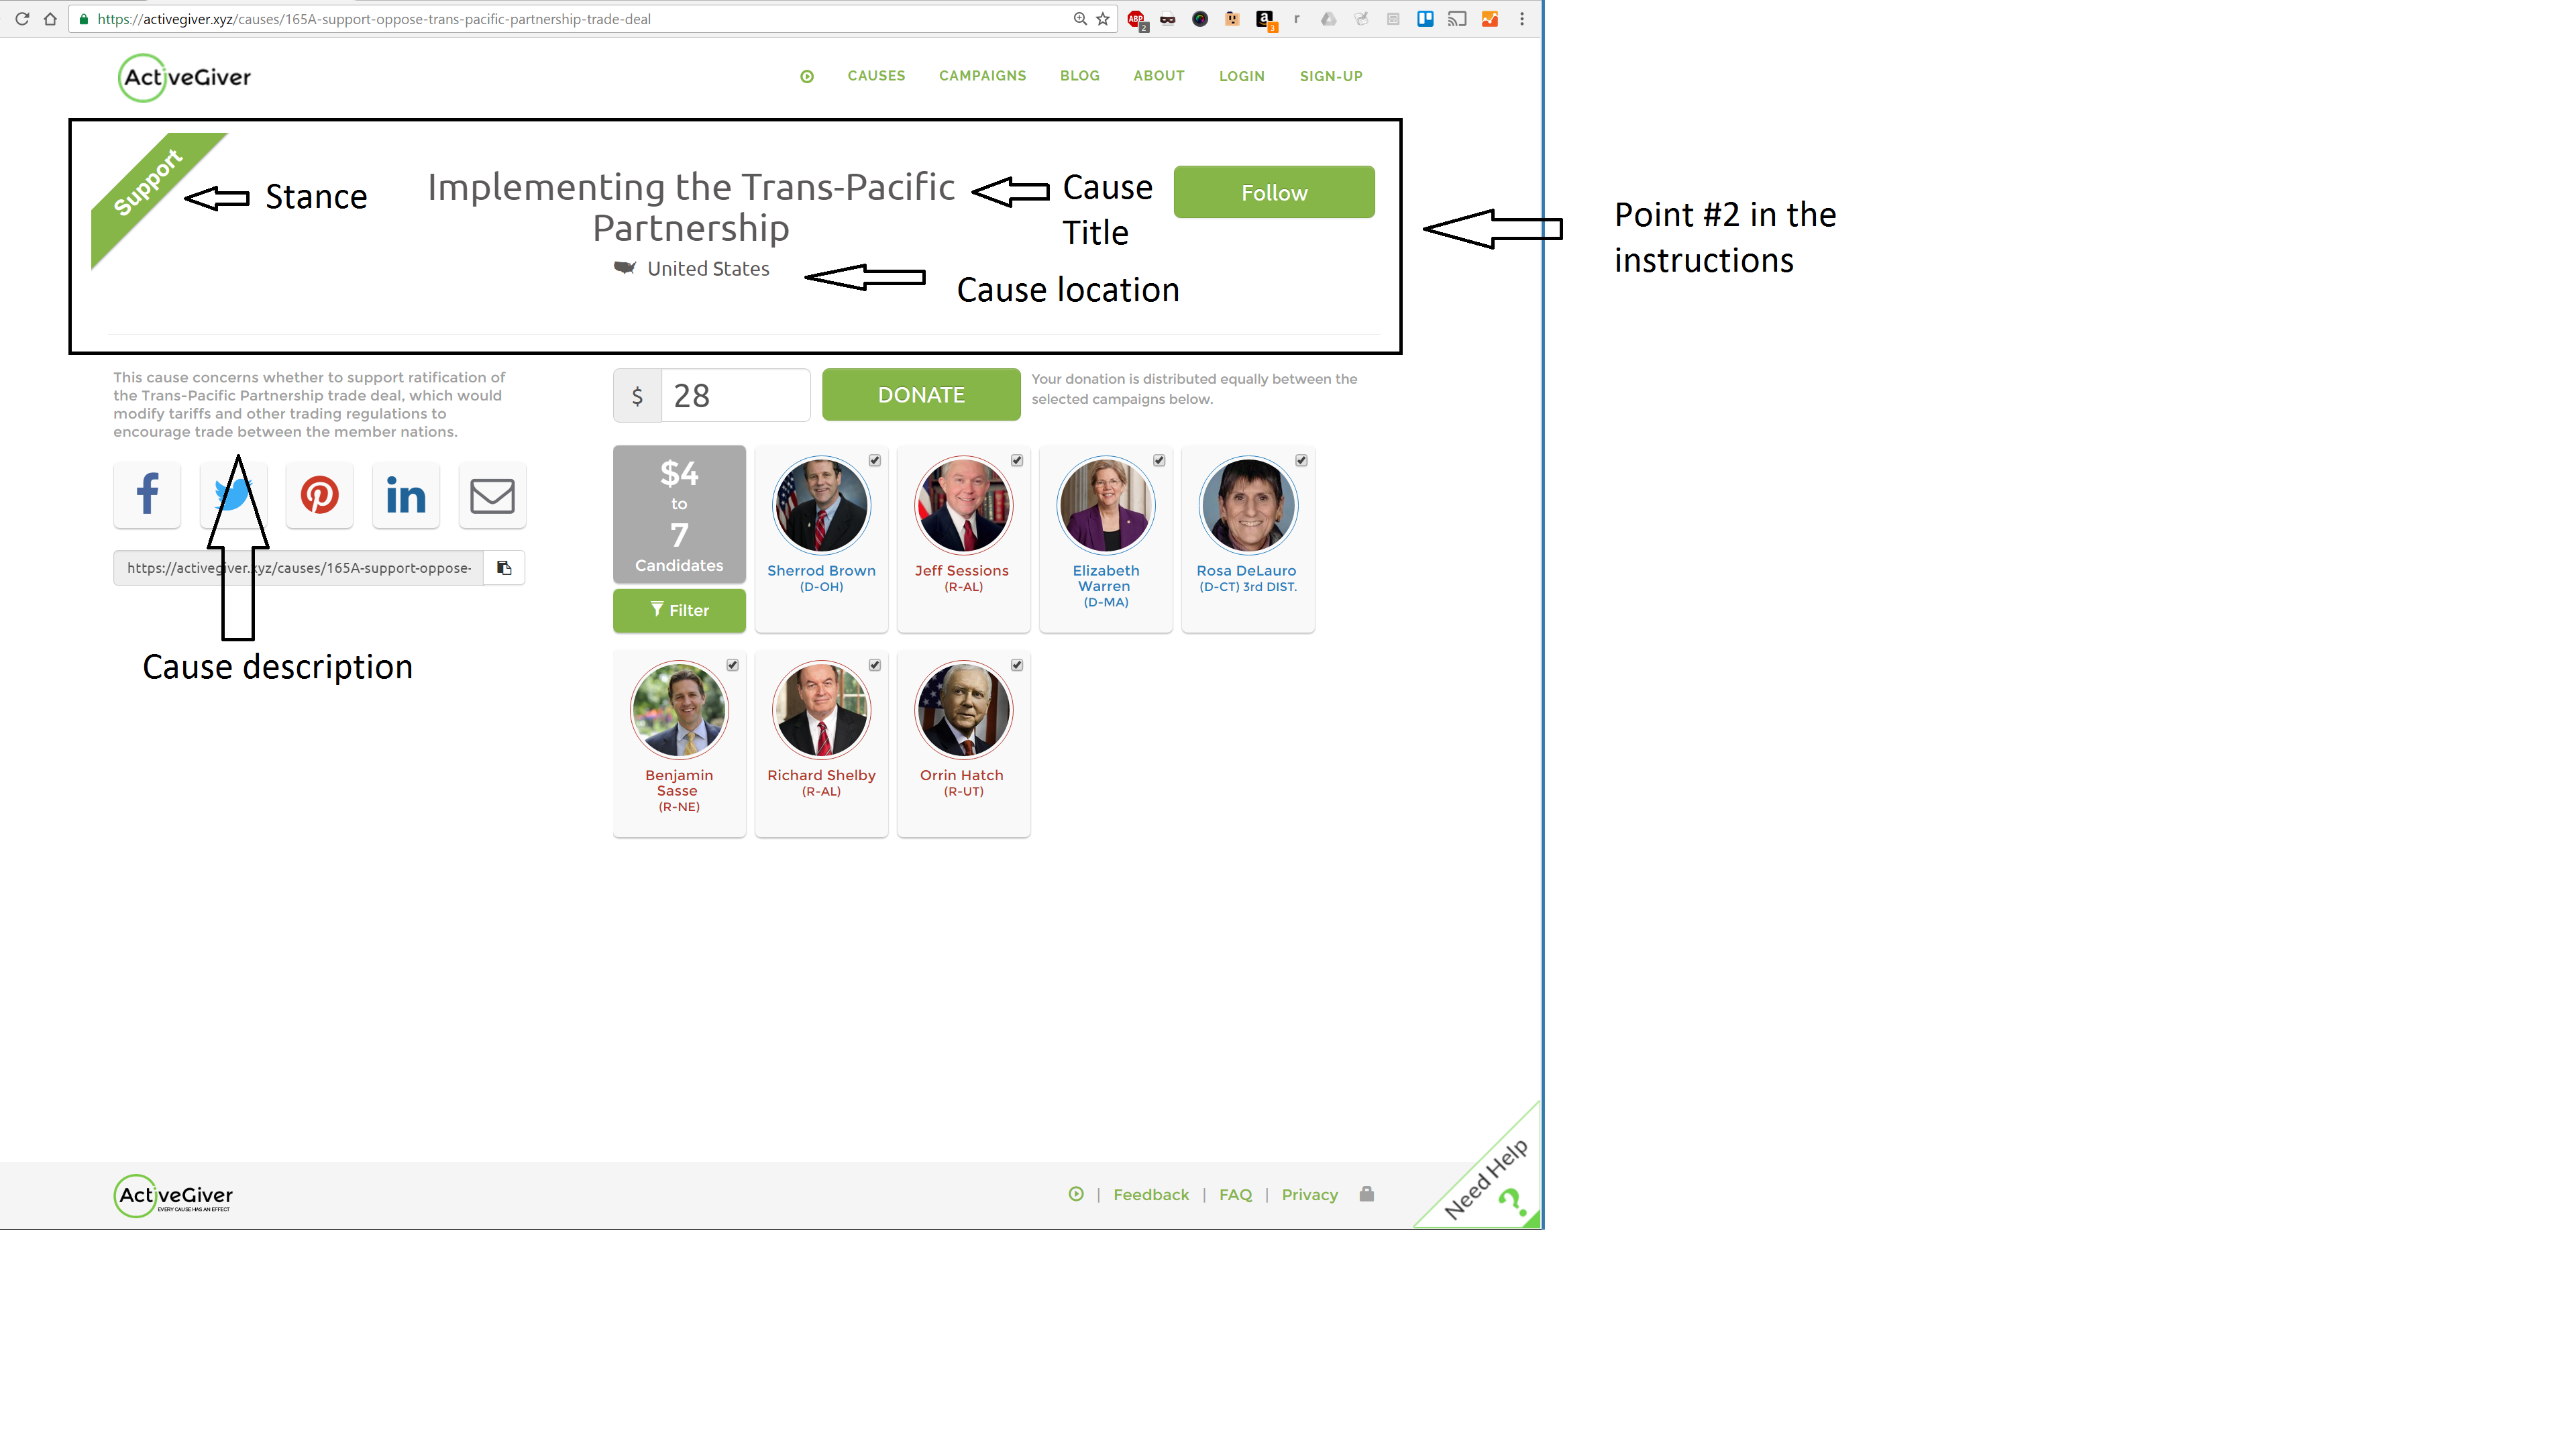 https://activegiver.xyz/causes/165A-support-oppose-trans-pacific-partnership-trade-deal
ABP
2
a
3
r
ActiveGiver
CAUSES
CAMPAIGNS
BLOG
ABOUT
LOGIN
SIGN-UP
Support
Stance
Implementing the Trans-Pacific
Partnership
United States
Cause
Title
Cause location
Follow
Point #2 in the
instructions
This cause concerns whether to support ratification of
the Trans-Pacific Partnership trade deal, which would
modify tariffs and other trading regulations to
encourage trade between the member nations.
https://activegiver.xyz/causes/165A-support-oppose-
Cause description
$
28
DONATE
Your donation is distributed equally between the
selected campaigns below.
$4
to
7
Candidates
Filter
Sherrod Brown
(D-OH)
Jeff Sessions
(R-AL)
Elizabeth
Warren
(D-MA)
Rosa DeLauro
(D-CT) 3rd DIST.
Benjamin
Sasse
(R-NE)
Richard Shelby
(R-AL)
Orrin Hatch
(R-UT)
ActiveGiver
EVERY CAUSE HAS AN EFFECT
| Feedback | FAQ | Privacy
Need Help
?